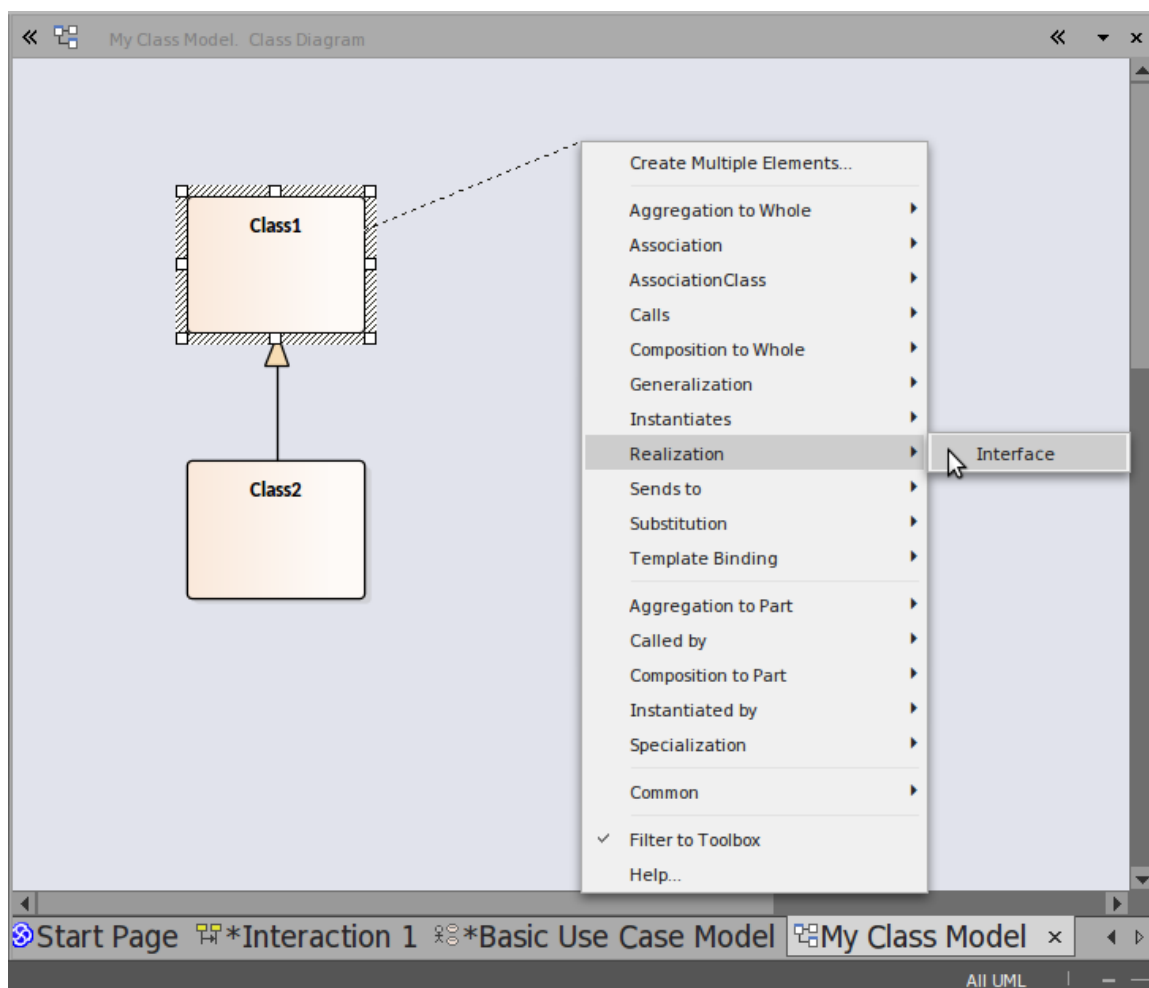 My Class Model.  Class Diagram
Class1
Class2
Create Multiple Elements...
Aggregation to Whole
Association
AssociationClass
Calls
Composition to Whole
Generalization
Instantiates
Realization
Interface
Sends to
Substitution
Template Binding
Aggregation to Part
Called by
Composition to Part
Instantiated by
Specialization
Common
Filter to Toolbox
Help...
Start Page *Interaction 1 *Basic Use Case Model My Class Model
All UML